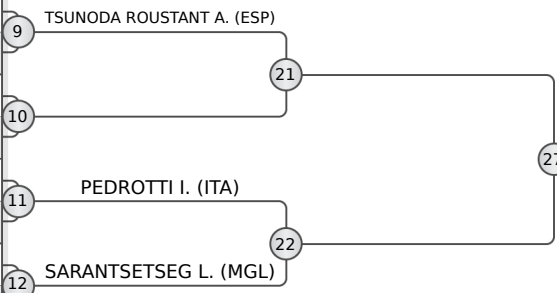 9 TSUNODA ROUSTANT A. (ESP)
21
10
27
11 PEDROTTI I. (ITA)
22
12 SARANTSETSEG L. (MGL)